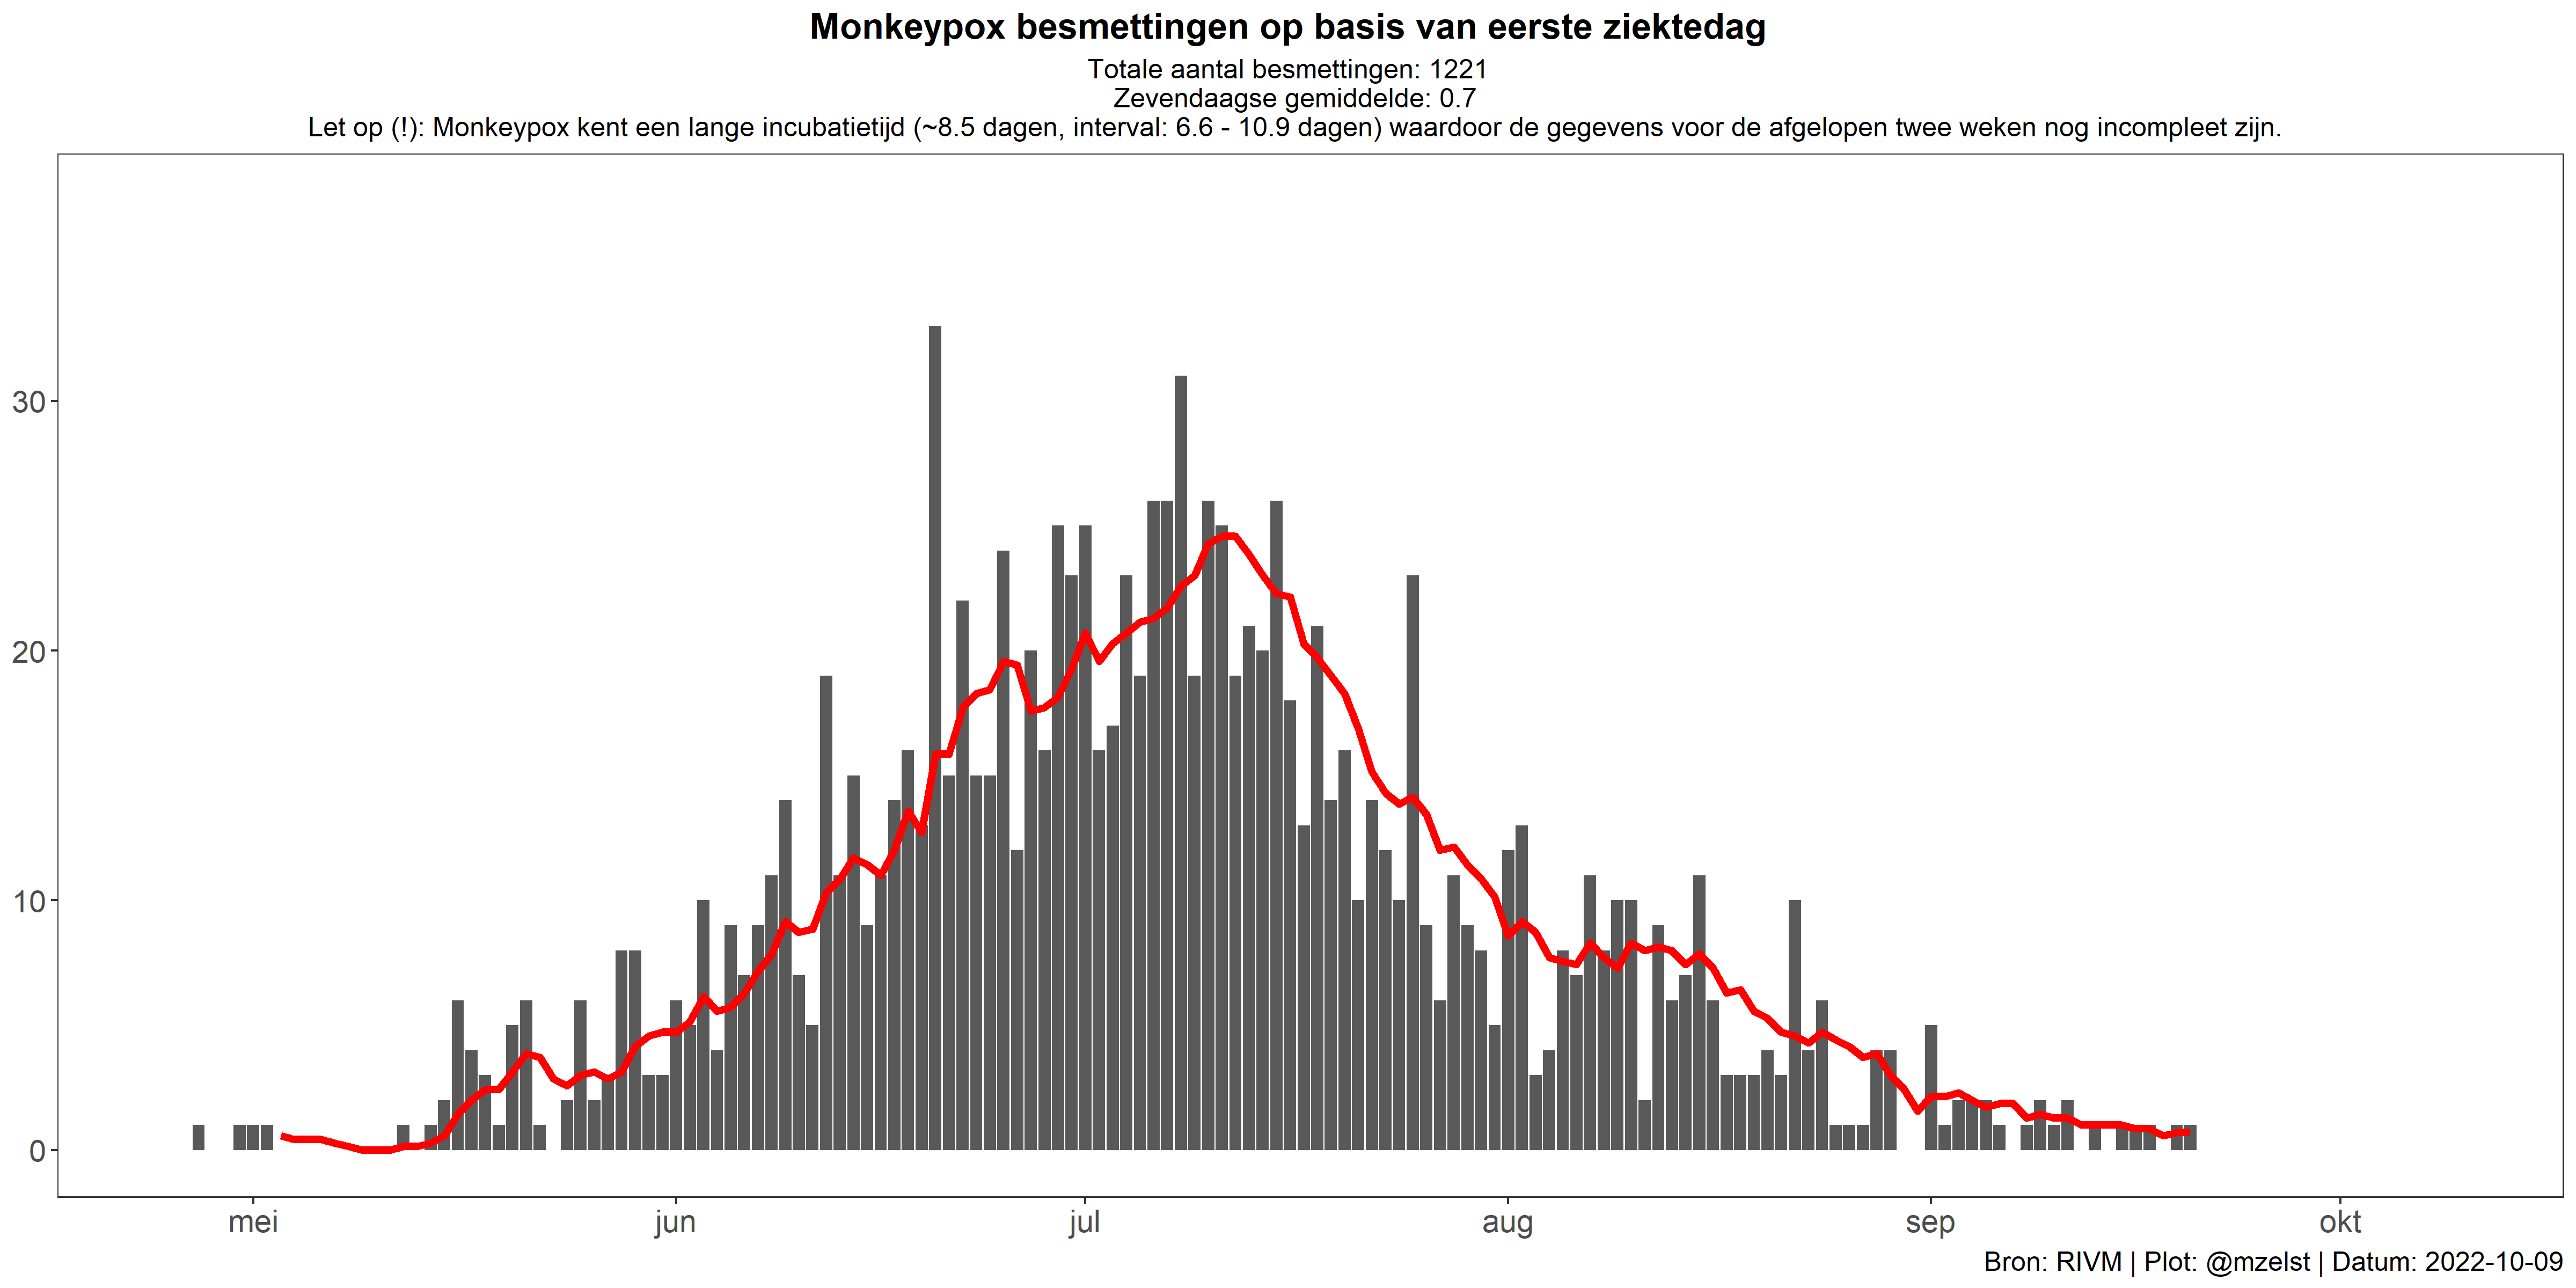 Monkeypox besmettingen op basis van eerste ziektedag
Totale aantal besmettingen: 1221
Zevendaagse gemiddelde: 0.7
Let op (!): Monkeypox kent een lange incubatietijd (~8.5 dagen, interval: 6.6 - 10.9 dagen) waardoor de gegevens voor de afgelopen twee weken nog incompleet zijn.
30
20
10
0
mei jun jul aug sep okt
Bron: RIVM | Plot: @mzelst | Datum: 2022-10-09